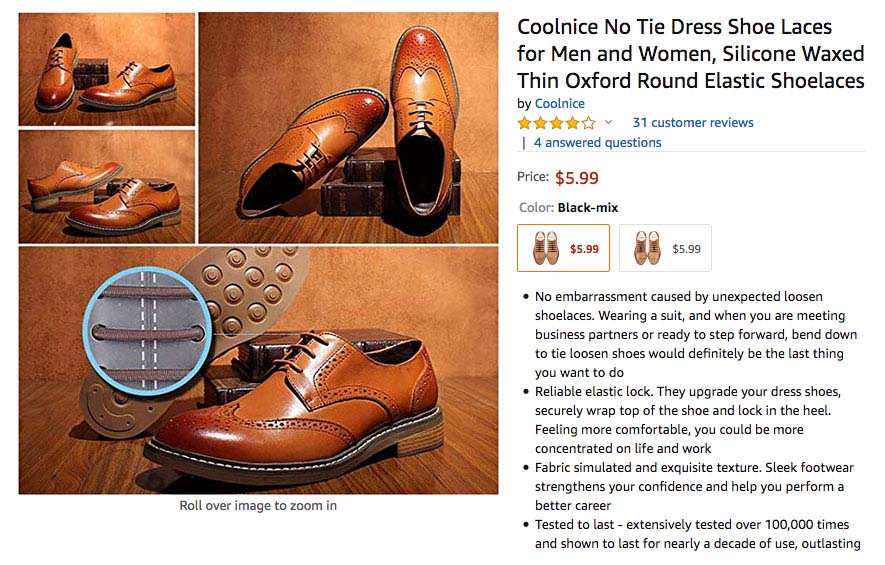 Coolnice No Tie Dress Shoe Laces
for Men and Women, Silicone Waxed
Thin Oxford Round Elastic Shoelaces
by Coolnice
31 customer reviews
| 4 answered questions
Price: $5.99
Color: Black-mix
$5.99
$5.99
• No embarrassment caused by unexpected loosen
shoelaces. Wearing a suit, and when you are meeting
business partners or ready to step forward, bend down
to tie loosen shoes would definitely be the last thing
you want to do
• Reliable elastic lock. They upgrade your dress shoes,
securely wrap top of the shoe and lock in the heel.
Feeling more comfortable, you could be more
concentrated on life and work
• Fabric simulated and exquisite texture. Sleek footwear
strengthens your confidence and help you perform a
better career
• Tested to last - extensively tested over 100,000 times
and shown to last for nearly a decade of use, outlasting
Roll over image to zoom in